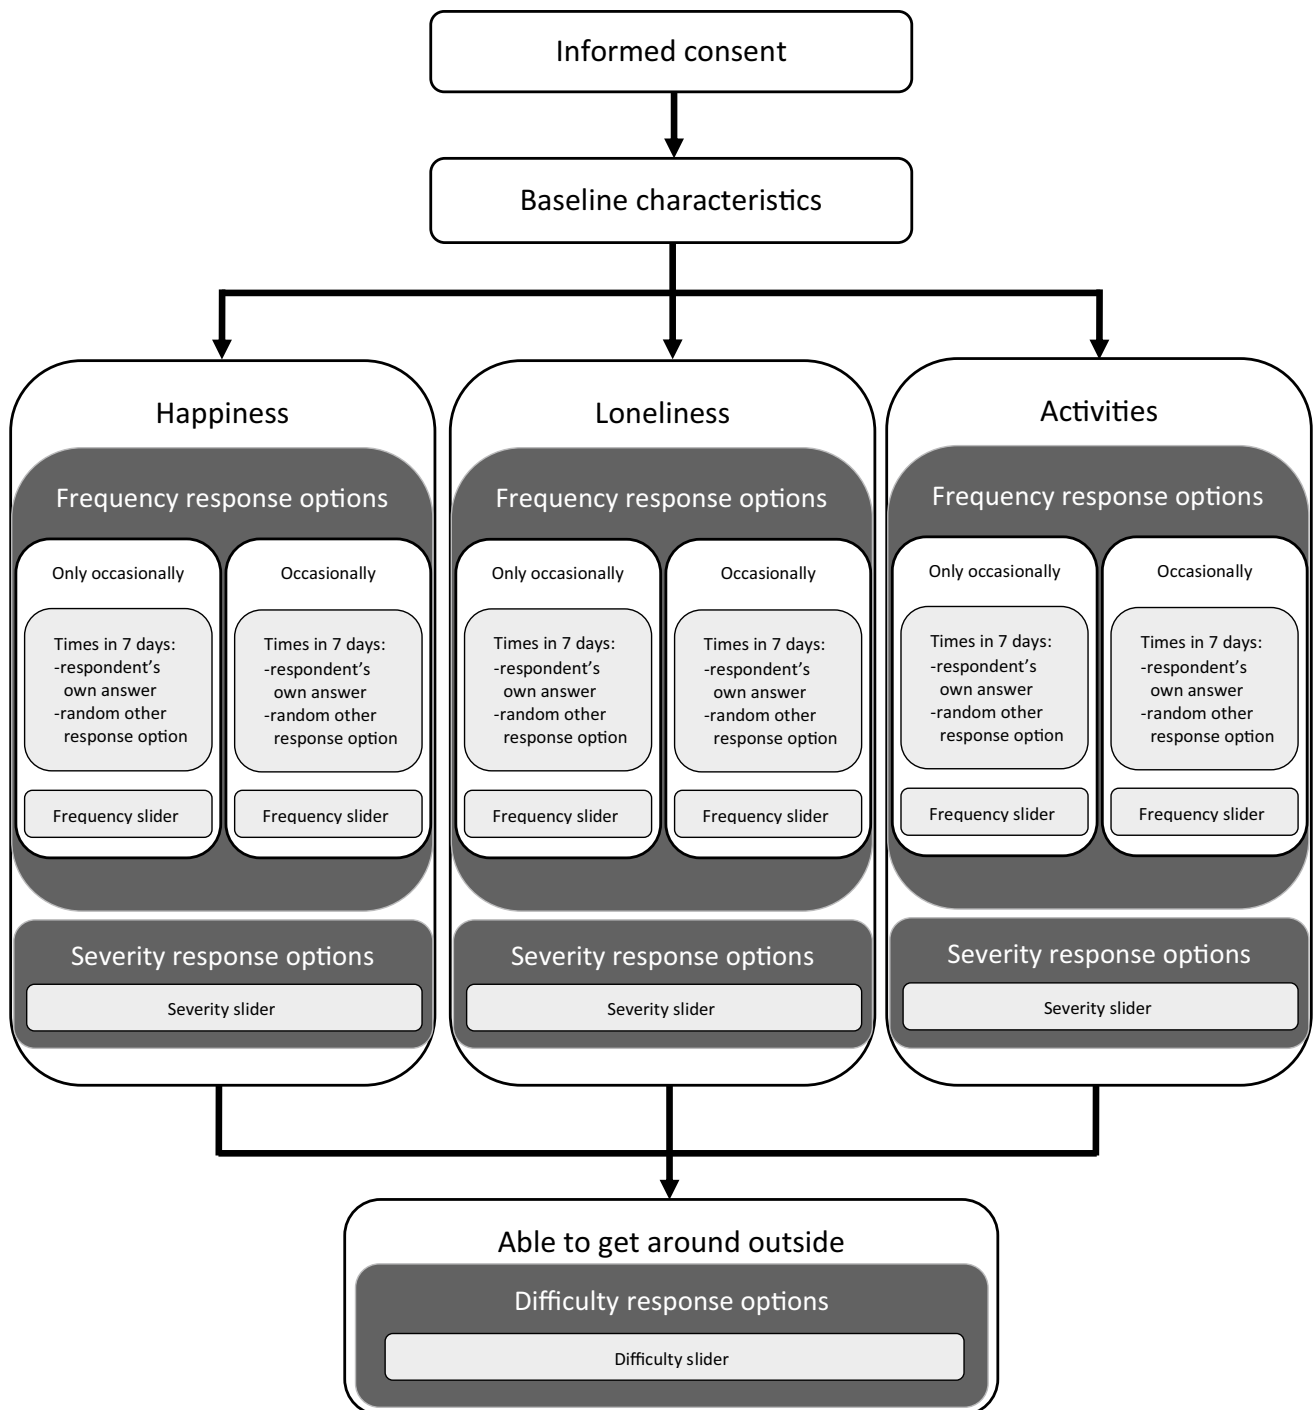 Informed consent
Baseline characteristics
Happiness
Frequency response options
Only occasionally
Times in 7 days:
-respondent's
own answer
-random other
response option
Frequency slider
Occasionally
Times in 7 days:
-respondent's
own answer
-random other
response option
Frequency slider
Severity response options
Severity slider
Loneliness
Frequency response options
Only occasionally
Times in 7 days:
-respondent's
own answer
-random other
response option
Frequency slider
Occasionally
Times in 7 days:
-respondent's
own answer
-random other
response option
Frequency slider
Severity response options
Severity slider
Activities
Frequency response options
Only occasionally
Times in 7 days:
-respondent's
own answer
-random other
response option
Frequency slider
Occasionally
Times in 7 days:
-respondent's
own answer
-random other
response option
Frequency slider
Severity response options
Severity slider
Able to get around outside
Difficulty response options
Difficulty slider